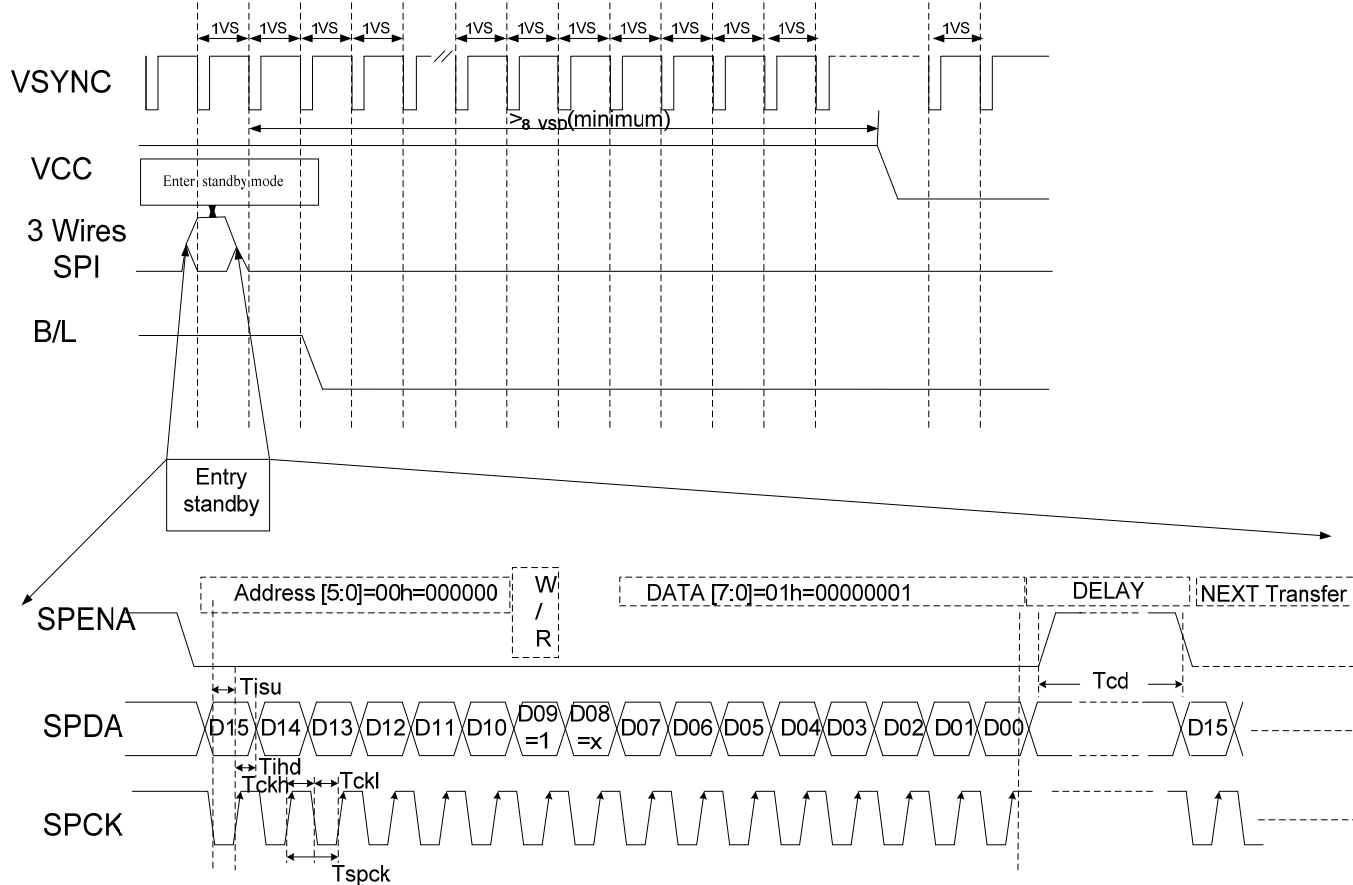 1VS 1VS 1VS 1VS 1VS 1VS 1VS 1VS 1VS 1VS 1VS 1VS
VSYNC
>8 VSD(minimum)
VCC
Enter standby mode
3 Wires
SPI
B/L
Entry
standby
Address [5:0]=00h=000000
W
/
R
DATA [7:0]=01h=00000001
DELAY
NEXT Transfer
SPENA
Tisu
Tcd
SPDA
D15 D14 D13 D12 D11 D10 D09 =1 D08 =x D07 D06 D05 D04 D03 D02 D01 D00 D15
Tihd
Tckh
Tckl
SPCK
Tspck